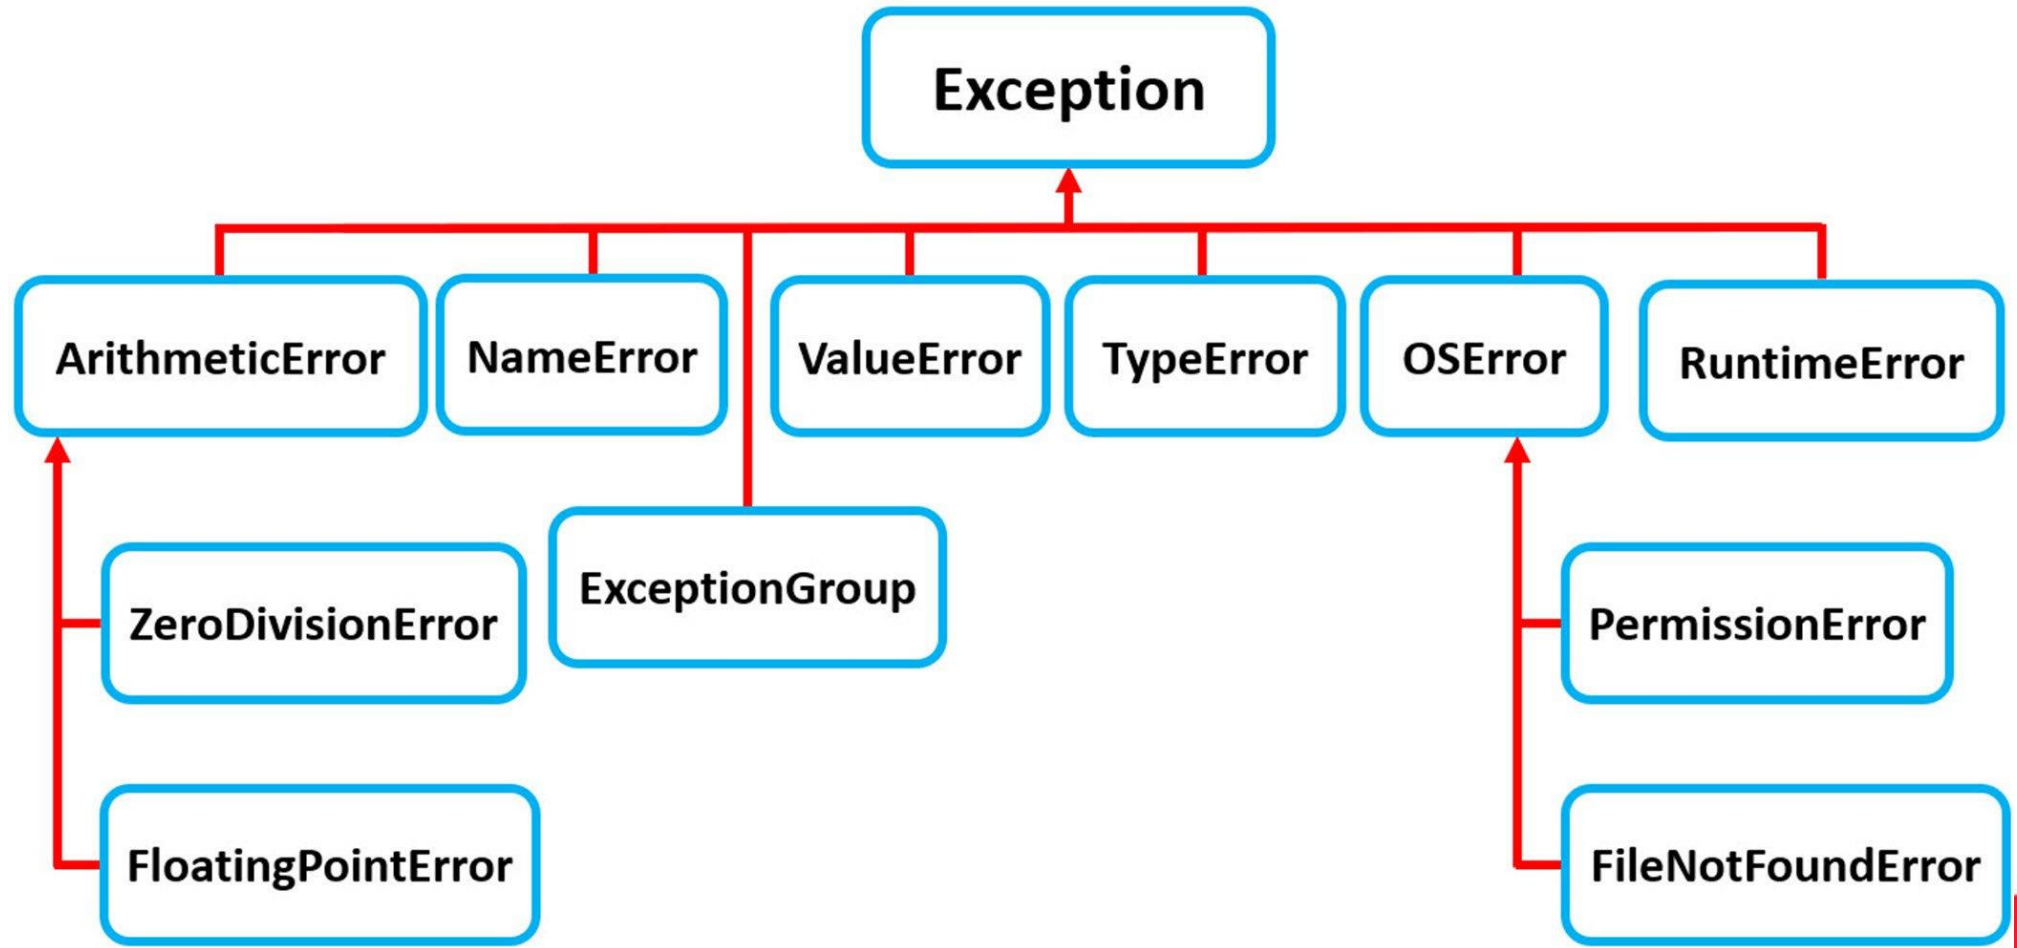 Exception
ArithmeticError
NameError
ValueError
TypeError
OSError
RuntimeError
ZeroDivisionError
ExceptionGroup
PermissionError
FloatingPointError
FileNotFoundError